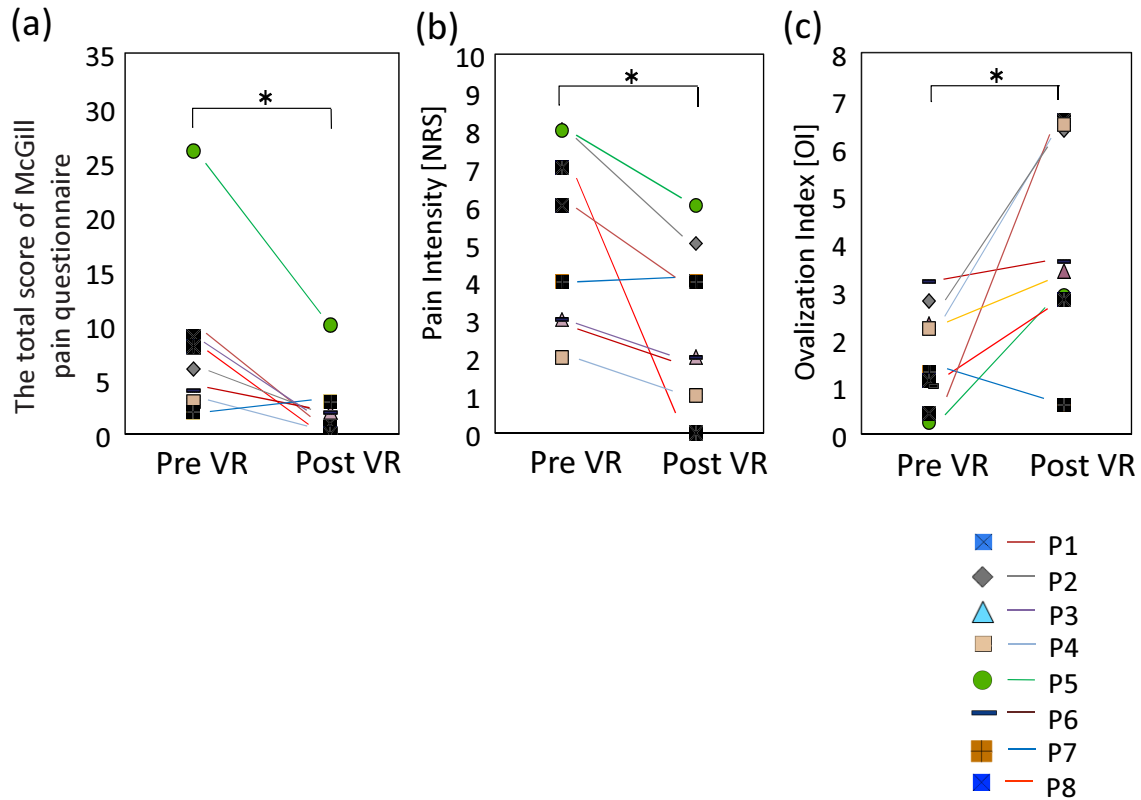 (a)
The total score of McGill
pain questionnaire
35
30
25
20
15
10
5
0
*
Pre VR
Post VR
(b)
Pain Intensity [NRS]
10
9
8
7
6
5
4
3
2
1
0
*
Pre VR
Post VR
(c)
Ovalization Index [OI]
8
7
6
5
4
3
2
1
0
*
Pre VR
Post VR
P1
P2
P3
P4
P5
P6
P7
P8